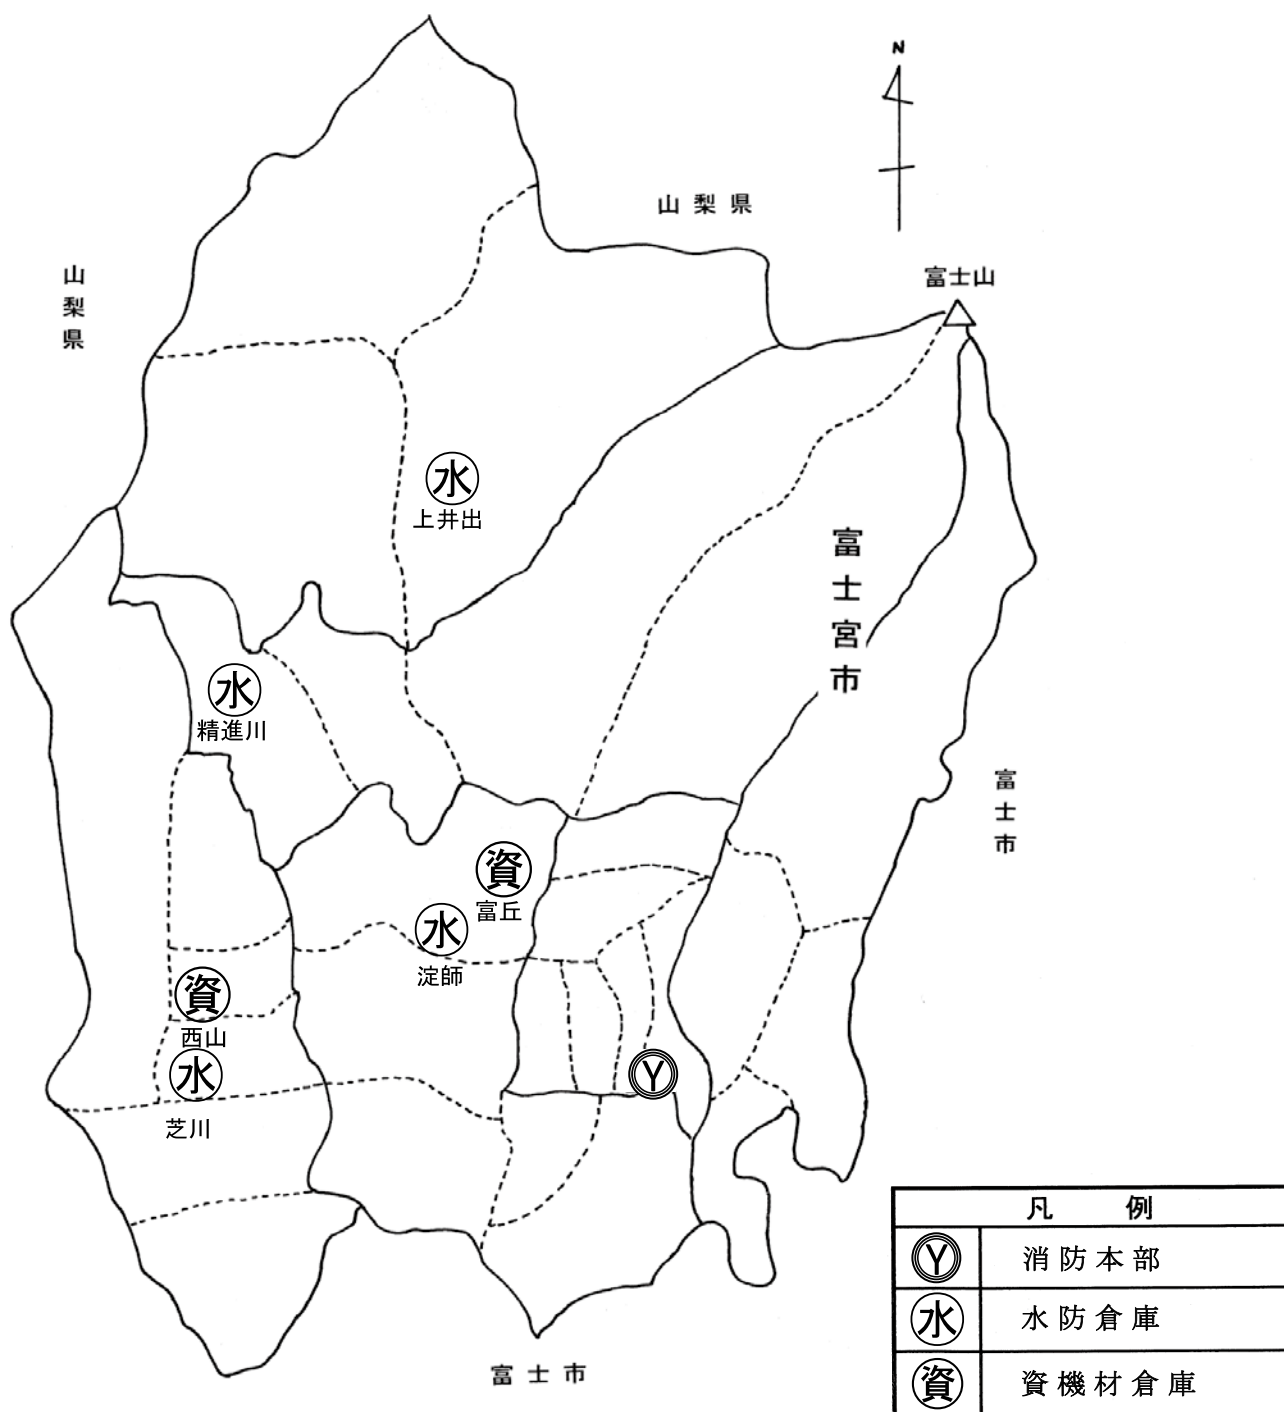 N
山梨県
山梨県
富士山
水
上井出
富士宮市
水
精進川
富士市
資
富丘
水
淀師
資
西山
水
芝川
Y
富士市
凡例
Y 消防本部
水 水防倉庫
資 資機材倉庫